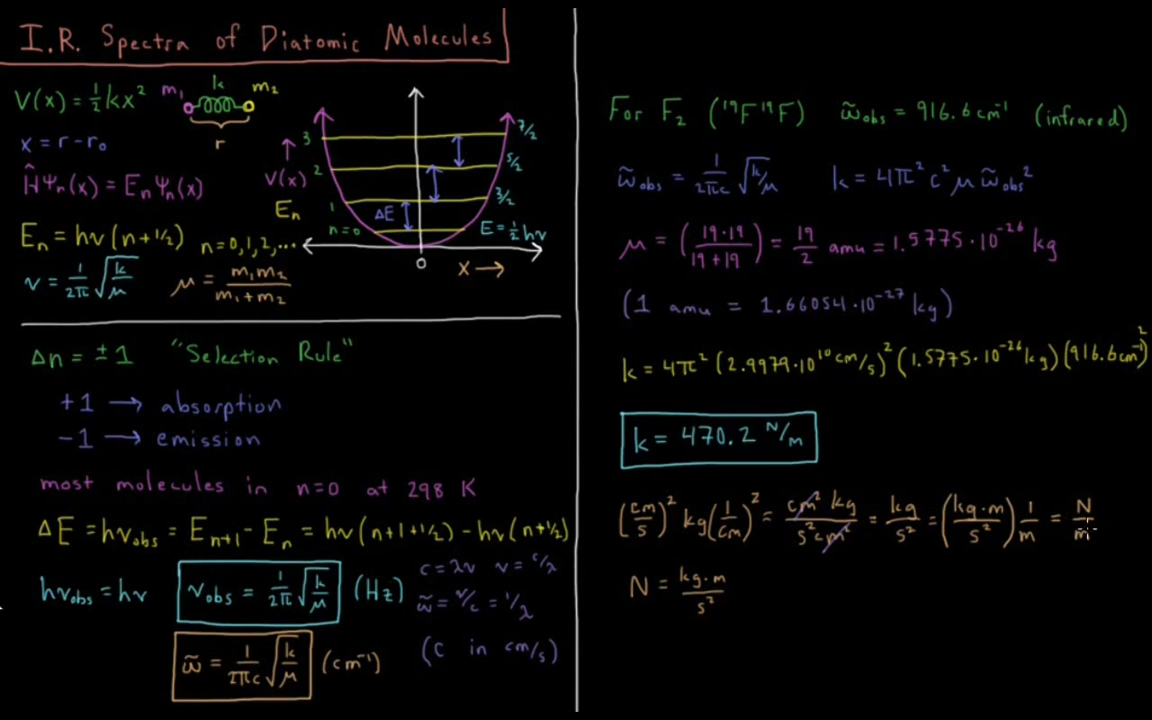 I.R. Spectra of Diatomic Molecules
V(x) = ½kx²
m₁ k m₂
r
x = r - r₀
Ĥψₙ(x) = Eₙψₙ(x)
Eₙ = hν(n+½) n=0,1,2,...
ν = 1/2π √k/μ μ = m₁m₂/m₁+m₂
V(x)
Eₙ
3 7/2
2 5/2
1 3/2
n=0 E=½hν
ΔE
0 x→
Δn = ±1 "Selection Rule"
+1 → absorption
-1 → emission
most molecules in n=0 at 298 K
ΔE = hν_obs = Eₙ₊₁ - Eₙ = hν(n+1+½) - hν(n+½)
hν_obs = hν ν_obs = 1/2π √k/μ (Hz)
c=λν ν=c/λ
ω̃ = ν/c = 1/λ
(c in cm/s)
ω̃ = 1/2πc √k/μ (cm⁻¹)
For F₂ (¹⁹F¹⁹F) ω̃_obs = 916.6 cm⁻¹ (infrared)
ω̃_obs = 1/2πc √k/μ k = 4π²c²μω̃_obs²
μ = (19·19/19+19) = 19/2 amu = 1.5775·10⁻²⁶ kg
(1 amu = 1.66054·10⁻²⁷ kg)
k = 4π²(2.9979·10¹⁰ cm/s)²(1.5775·10⁻²⁶ kg)(916.6 cm⁻¹)²
k = 470.2 N/m
(cm/s)² kg(1/cm)² = cm² kg/s² cm² = kg/s² = (kg·m/s²) 1/m = N/m
N = kg·m/s²